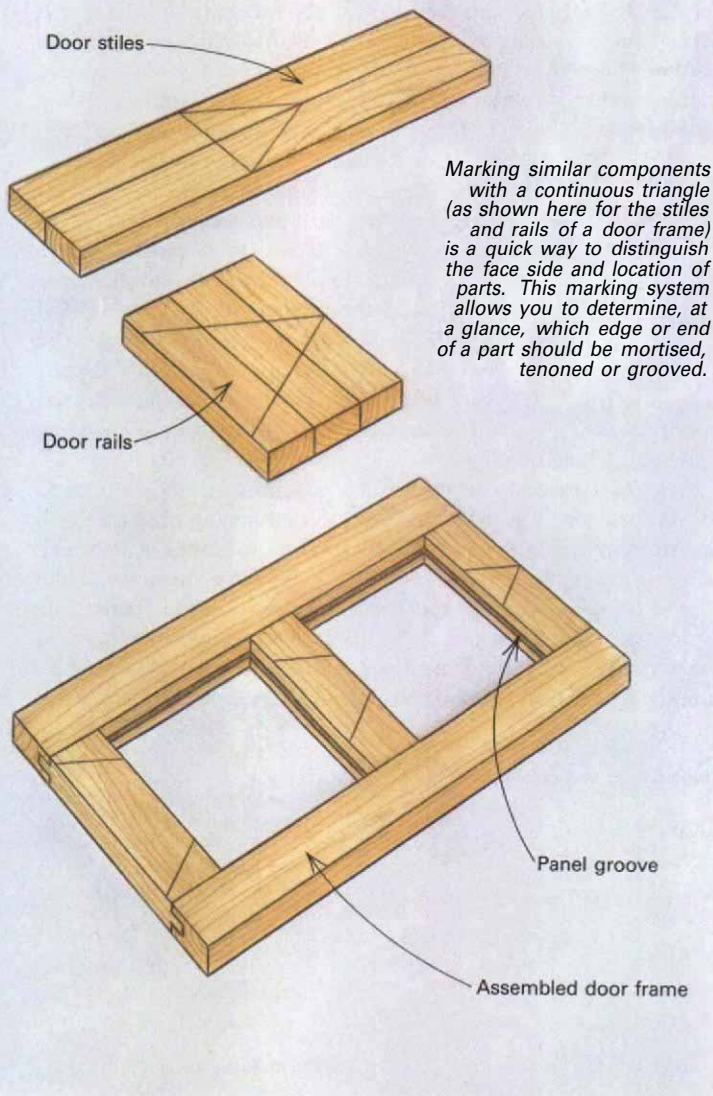 Door stiles
Marking similar components
with a continuous triangle
(as shown here for the stiles
and rails of a door frame)
is a quick way to distinguish
the face side and location of
parts. This marking system
allows you to determine, at
a glance, which edge or end
of a part should be mortised,
tenoned or grooved.
Door rails
Panel groove
Assembled door frame